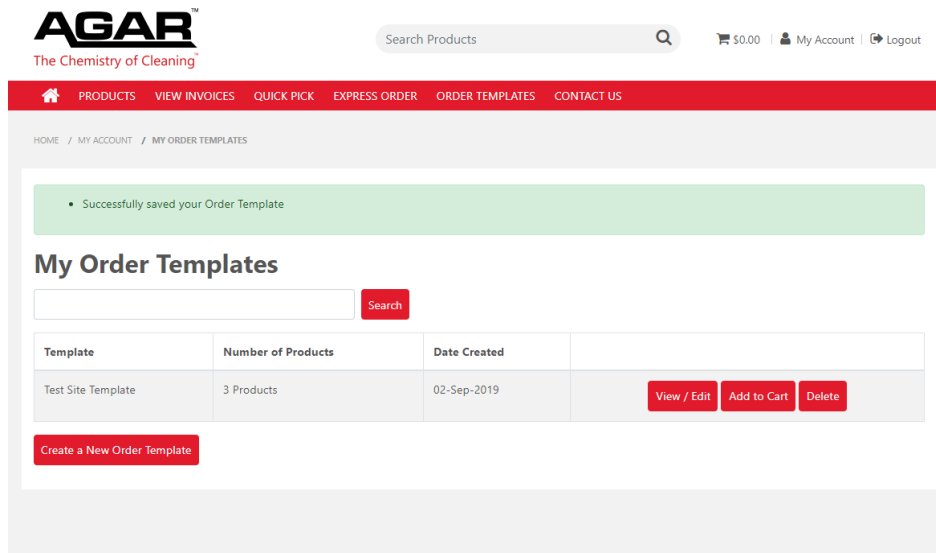 AGAR™
The Chemistry of Cleaning™
Search Products
$0.00 | My Account | Logout
PRODUCTS VIEW INVOICES QUICK PICK EXPRESS ORDER ORDER TEMPLATES CONTACT US
HOME / MY ACCOUNT / MY ORDER TEMPLATES
• Successfully saved your Order Template
My Order Templates
Search
Template Number of Products Date Created
Test Site Template 3 Products 02-Sep-2019 View / Edit Add to Cart Delete
Create a New Order Template